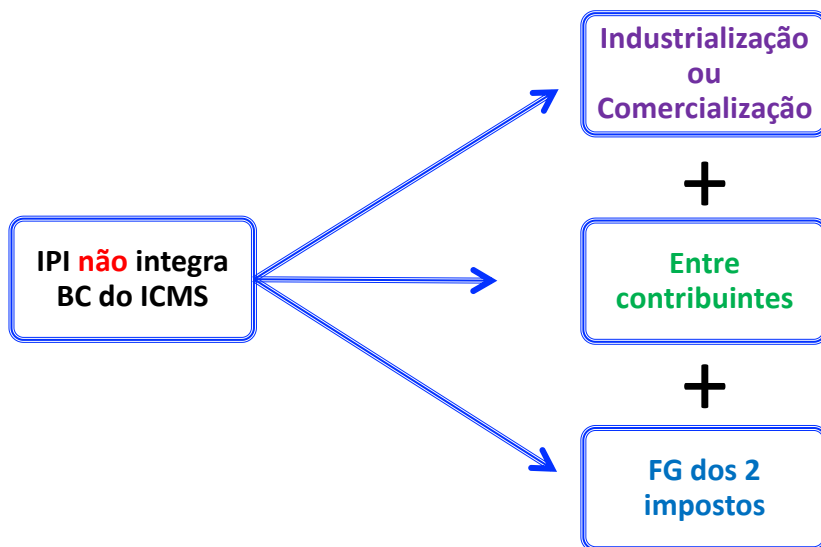 Industrialização
ou
Comercialização
+
IPI não integra
BC do ICMS
Entre
contribuintes
+
FG dos 2
impostos